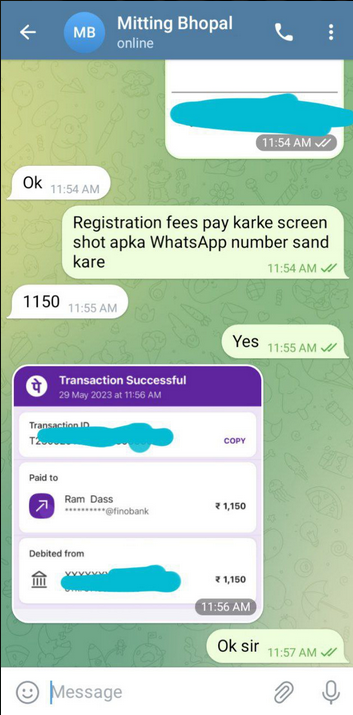 MB
Mitting Bhopal
online
11:54 AM
Ok 11:54 AM
Registration fees pay karke screen
shot apka WhatsApp number sand
kare
11:54 AM
1150 11:55 AM
Yes 11:55 AM
पे
Transaction Successful
29 May 2023 at 11:56 AM
Transaction ID
COPY
Paid to
Ram Dass
**********@finobank
₹ 1,150
Debited from
₹ 1,150
11:56 AM
Ok sir 11:57 AM
Message